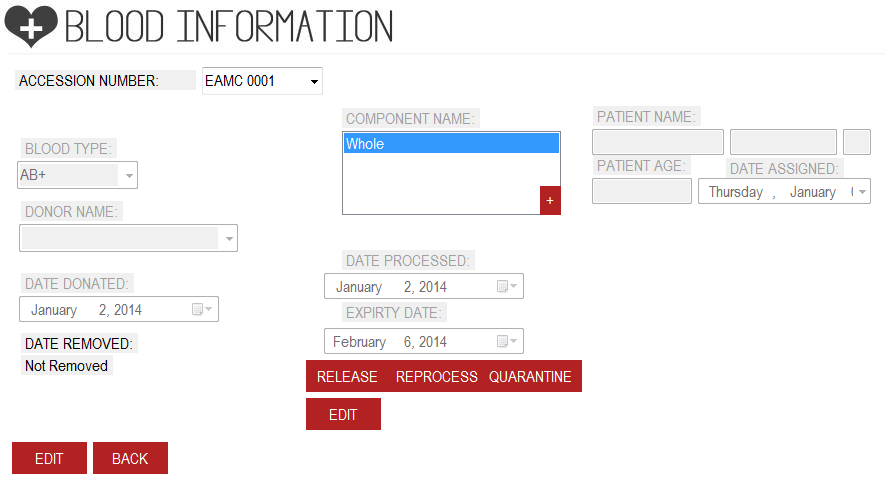 BLOOD INFORMATION
ACCESSION NUMBER:
EAMC 0001
BLOOD TYPE:
AB+
DONOR NAME:
DATE DONATED:
January 2, 2014
DATE REMOVED:
Not Removed
COMPONENT NAME:
Whole
+
DATE PROCESSED:
January 2, 2014
EXPIRTY DATE:
February 6, 2014
RELEASE REPROCESS QUARANTINE
EDIT
PATIENT NAME:
PATIENT AGE:
DATE ASSIGNED:
Thursday , January
EDIT BACK